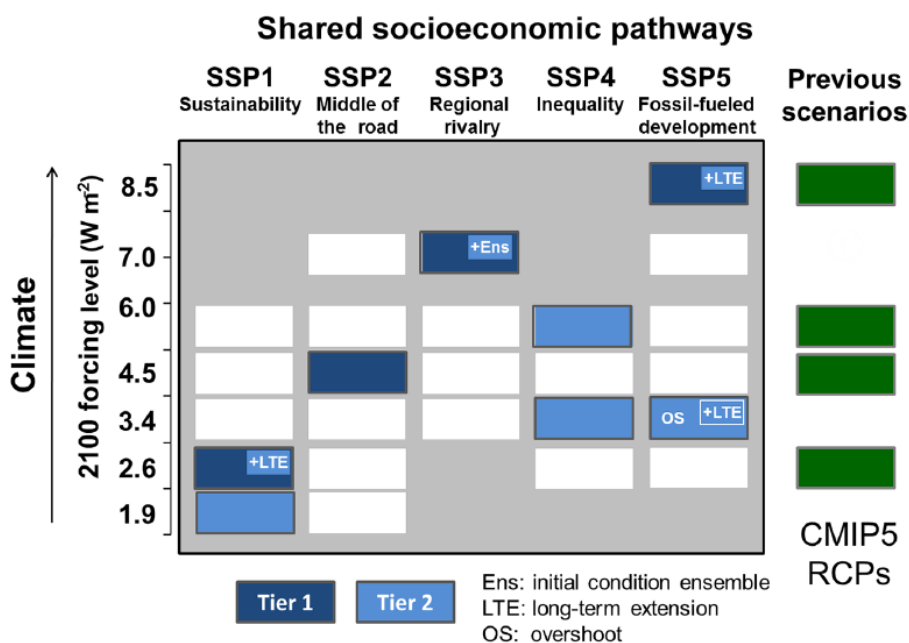 Shared socioeconomic pathways
SSP1 SSP2 SSP3 SSP4 SSP5
Sustainability Middle of the road Regional rivalry Inequality Fossil-fueled development
Previous scenarios
Climate
2100 forcing level (W m-2)
8.5
+LTE
7.0
+Ens
6.0
4.5
3.4
OS +LTE
2.6
+LTE
1.9
CMIP5
RCPs
Tier 1 Tier 2
Ens: initial condition ensemble
LTE: long-term extension
OS: overshoot